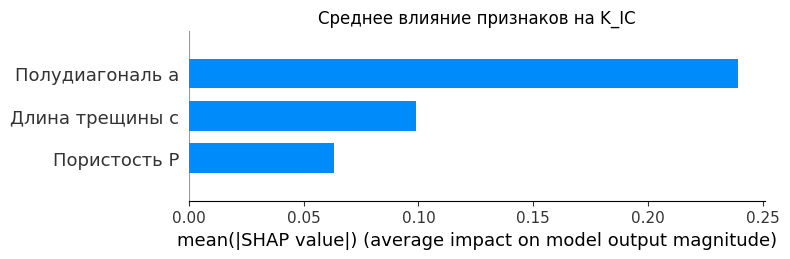 Среднее влияние признаков на K_IC
Полудиагональ a
Длина трещины c
Пористость P
0.00 0.05 0.10 0.15 0.20 0.25
mean(|SHAP value|) (average impact on model output magnitude)